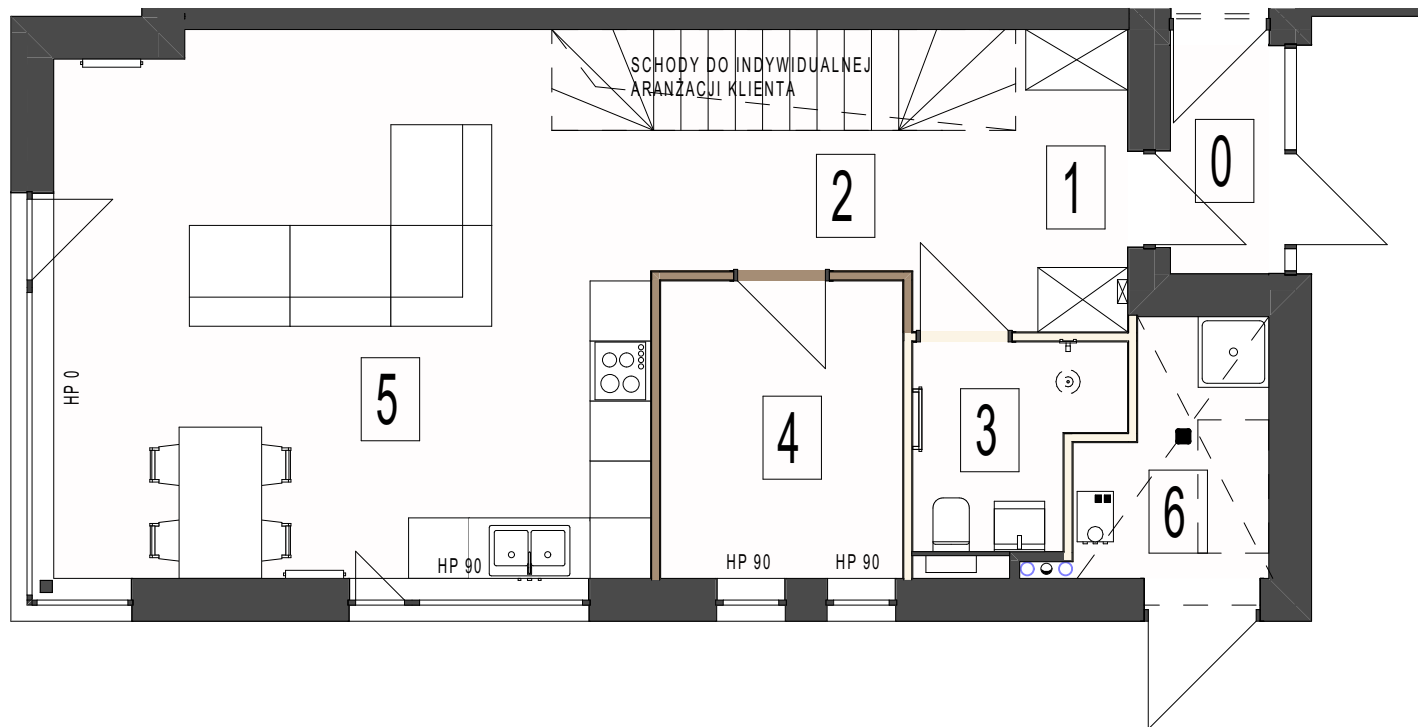 SCHODY DO INDYWIDUALNEJ
ARANŻACJI KLIENTA
0
1
2
HP 0
5
4
3
6
HP 90
HP 90
HP 90